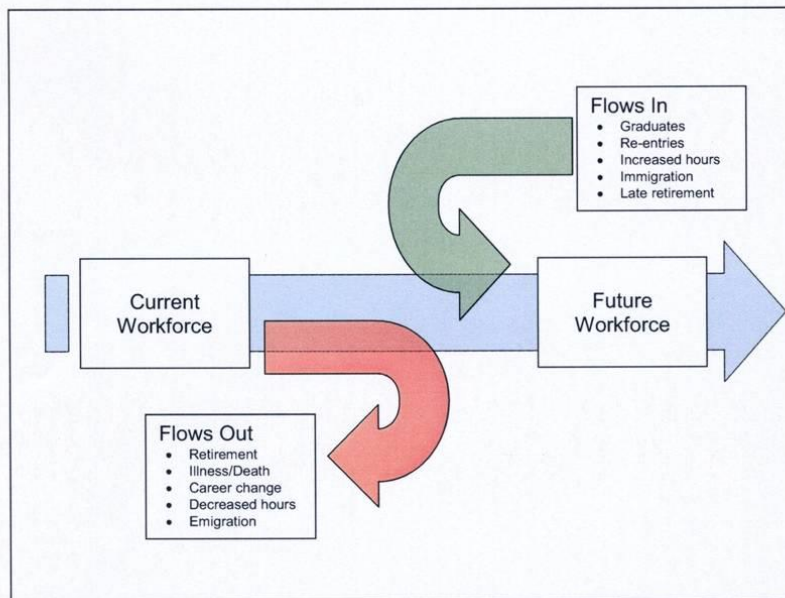 Flows In
• Graduates
• Re-entries
• Increased hours
• Immigration
• Late retirement
Current
Workforce
Future
Workforce
Flows Out
• Retirement
• Illness/Death
• Career change
• Decreased hours
• Emigration